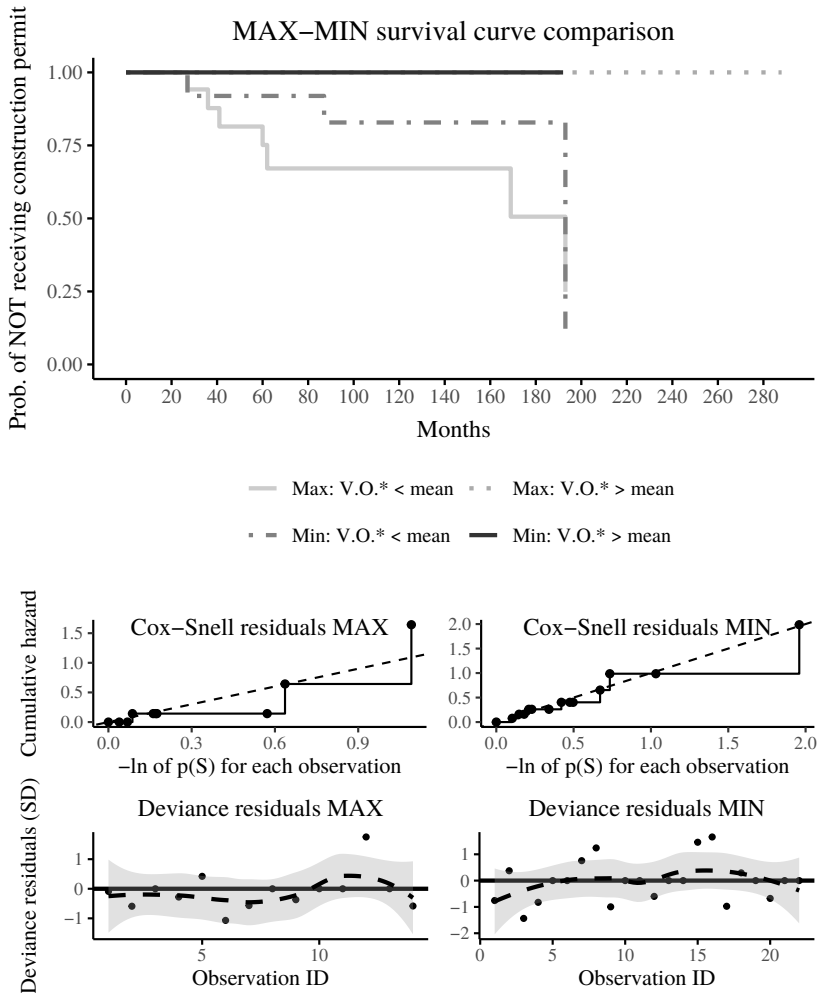 MAX−MIN survival curve comparison
Prob. of NOT receiving construction permit
1.00
0.75
0.50
0.25
0.00
0 20 40 60 80 100 120 140 160 180 200 220 240 260 280
Months
Max: V.O.* < mean Max: V.O.* > mean
Min: V.O.* < mean Min: V.O.* > mean
Cox−Snell residuals MAX
Cumulative hazard
1.5
1.0
0.5
0.0
0.0 0.3 0.6 0.9
−ln of p(S) for each observation
Cox−Snell residuals MIN
2.0
1.5
1.0
0.5
0.0
0.0 0.5 1.0 1.5 2.0
−ln of p(S) for each observation
Deviance residuals MAX
Deviance residuals (SD)
1
0
−1
5 10
Observation ID
Deviance residuals MIN
1
0
−1
−2
0 5 10 15 20
Observation ID